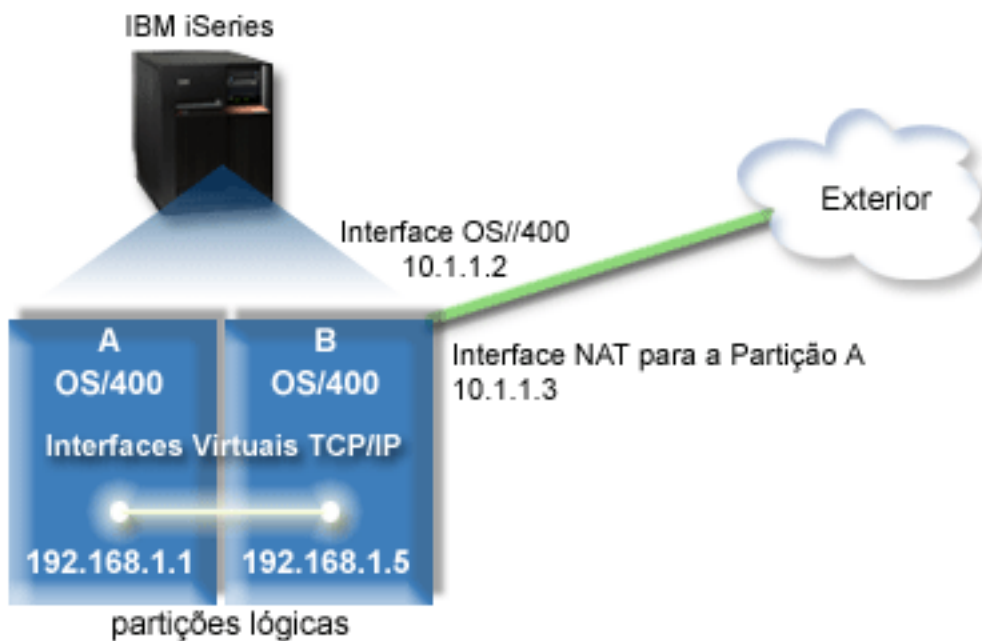 IBM iSeries
Exterior
Interface OS//400
10.1.1.2
Interface NAT para a Partição A
10.1.1.3
A
OS/400
B
OS/400
Interfaces Virtuais TCP/IP
192.168.1.1
192.168.1.5
partições lógicas